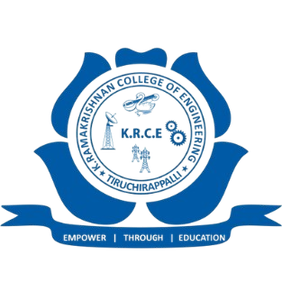 K.RAMAKRISHNAN COLLEGE OF ENGINEERING
K.R.C.E
★ TIRUCHIRAPPALLI ★
EMPOWER | THROUGH | EDUCATION